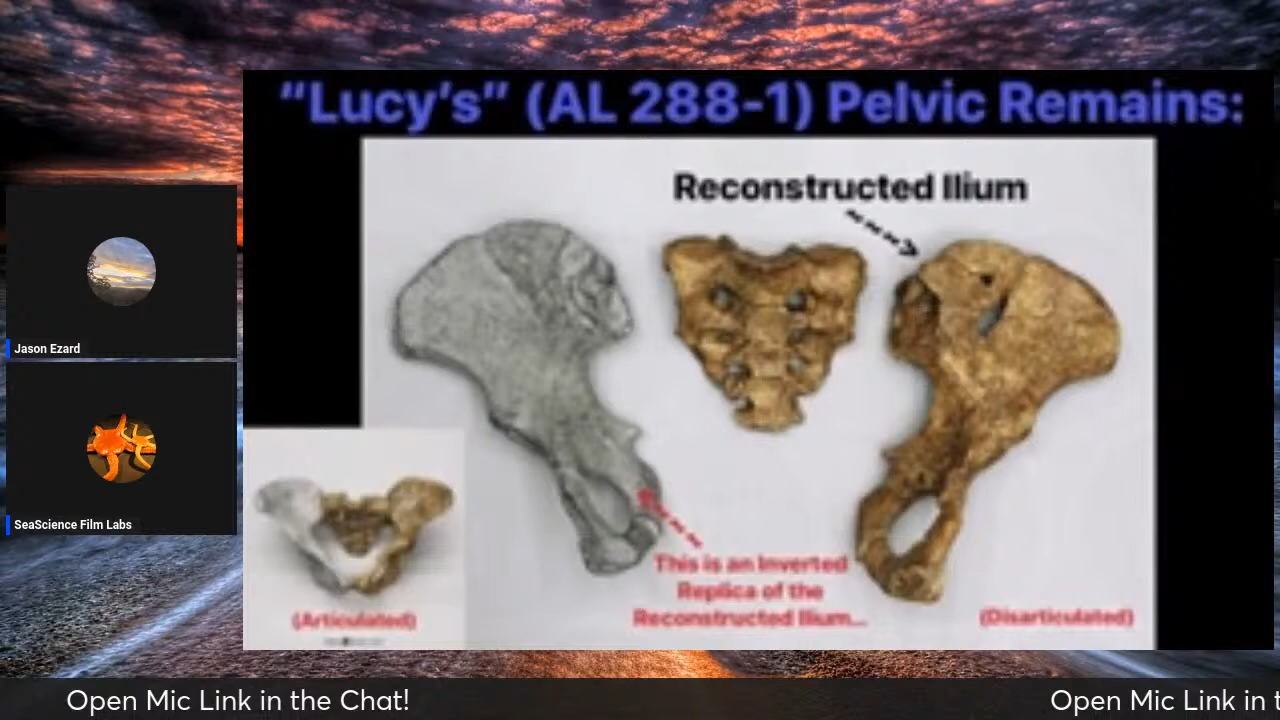 “Lucy’s” (AL 288-1) Pelvic Remains:
Reconstructed Ilium
This is an Inverted
Replica of the
Reconstructed Ilium...
(Articulated)
(Disarticulated)
Jason Ezard
SeaScience Film Labs
Open Mic Link in the Chat!
Open Mic Link in t